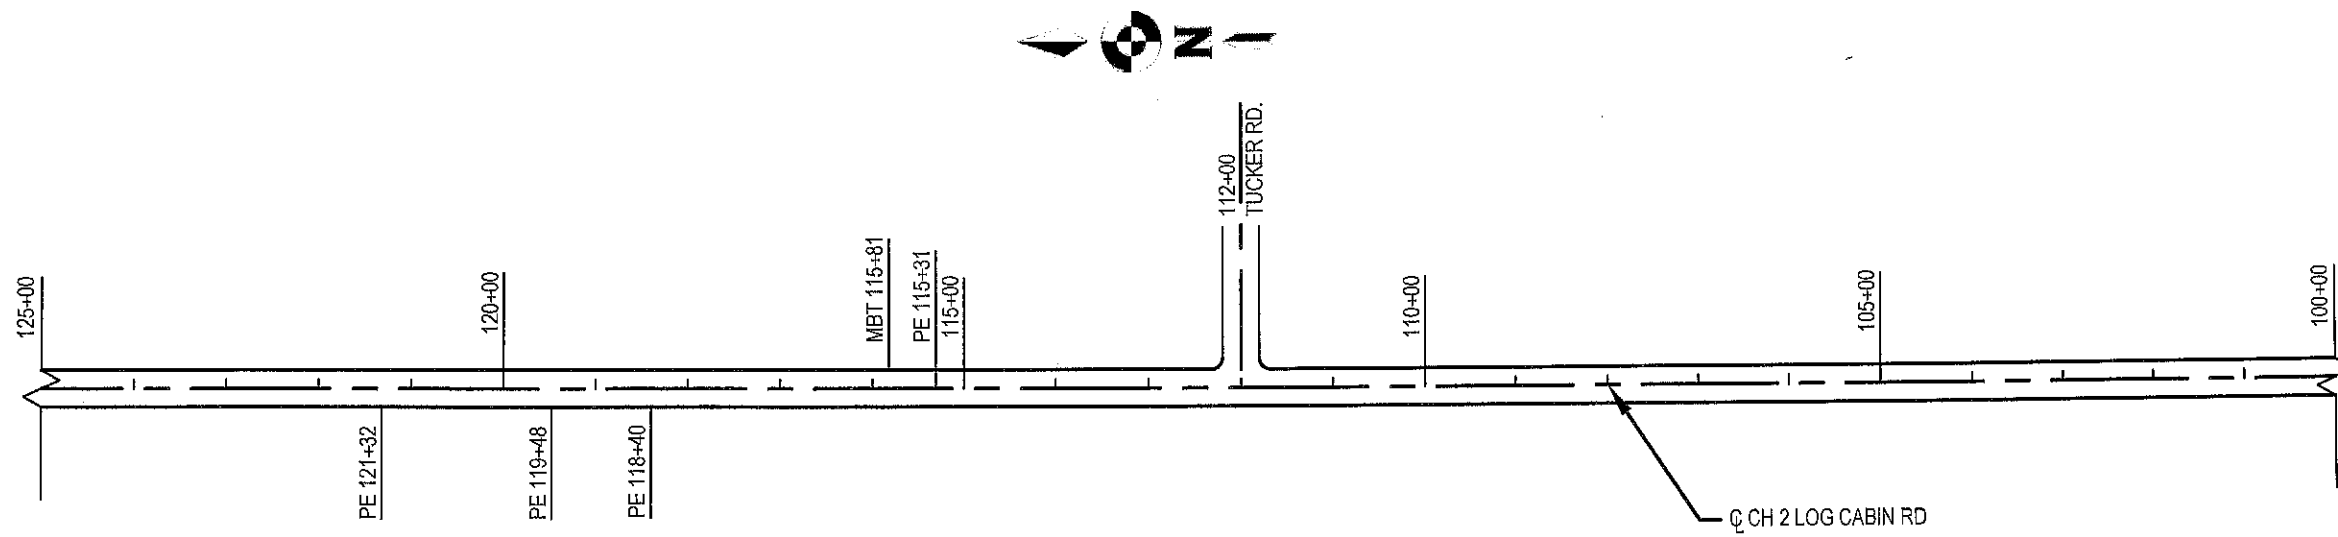 N
112+00
TUCKER RD.
125+00
120+00
MBT 115+81
PE 115+31
115+00
110+00
105+00
100+00
PE 121+32
PE 119+48
PE 118+40
℄ CH 2 LOG CABIN RD